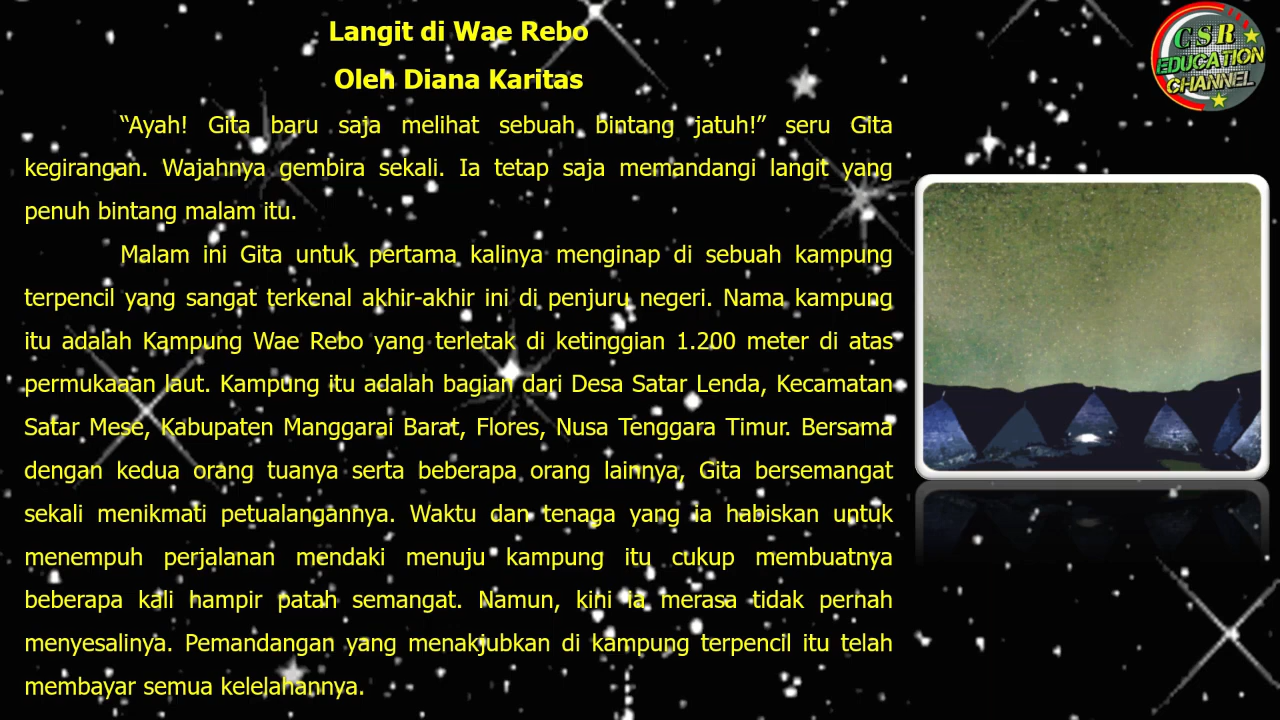 Langit di Wae Rebo
Oleh Diana Karitas
“Ayah! Gita baru saja melihat sebuah bintang jatuh!” seru Gita
kegirangan. Wajahnya gembira sekali. Ia tetap saja memandangi langit yang
penuh bintang malam itu.
Malam ini Gita untuk pertama kalinya menginap di sebuah kampung
terpencil yang sangat terkenal akhir-akhir ini di penjuru negeri. Nama kampung
itu adalah Kampung Wae Rebo yang terletak di ketinggian 1.200 meter di atas
permukaaan laut. Kampung itu adalah bagian dari Desa Satar Lenda, Kecamatan
Satar Mese, Kabupaten Manggarai Barat, Flores, Nusa Tenggara Timur. Bersama
dengan kedua orang tuanya serta beberapa orang lainnya, Gita bersemangat
sekali menikmati petualangannya. Waktu dan tenaga yang ia habiskan untuk
menempuh perjalanan mendaki menuju kampung itu cukup membuatnya
beberapa kali hampir patah semangat. Namun, kini ia merasa tidak pernah
menyesalinya. Pemandangan yang menakjubkan di kampung terpencil itu telah
membayar semua kelelahannya.
CSR
EDUCATION
CHANNEL